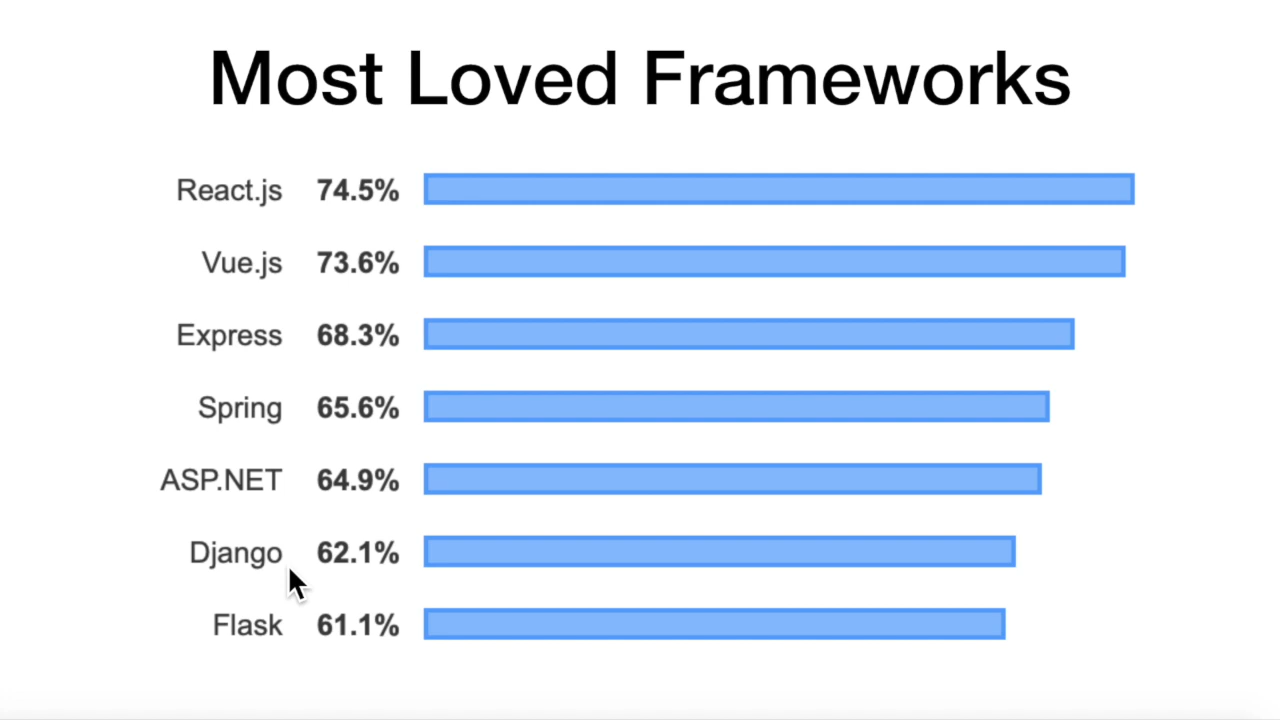 Most Loved Frameworks
React.js 74.5%
Vue.js 73.6%
Express 68.3%
Spring 65.6%
ASP.NET 64.9%
Django 62.1%
Flask 61.1%